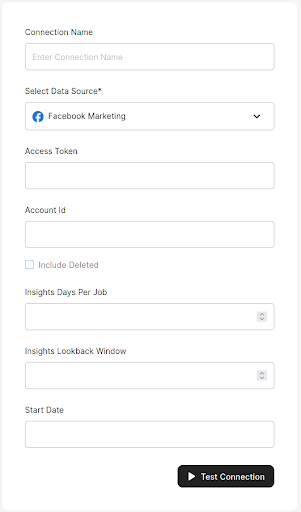 Connection Name
Enter Connection Name
Select Data Source*
Facebook Marketing
Access Token
Account Id
Include Deleted
Insights Days Per Job
Insights Lookback Window
Start Date
Test Connection